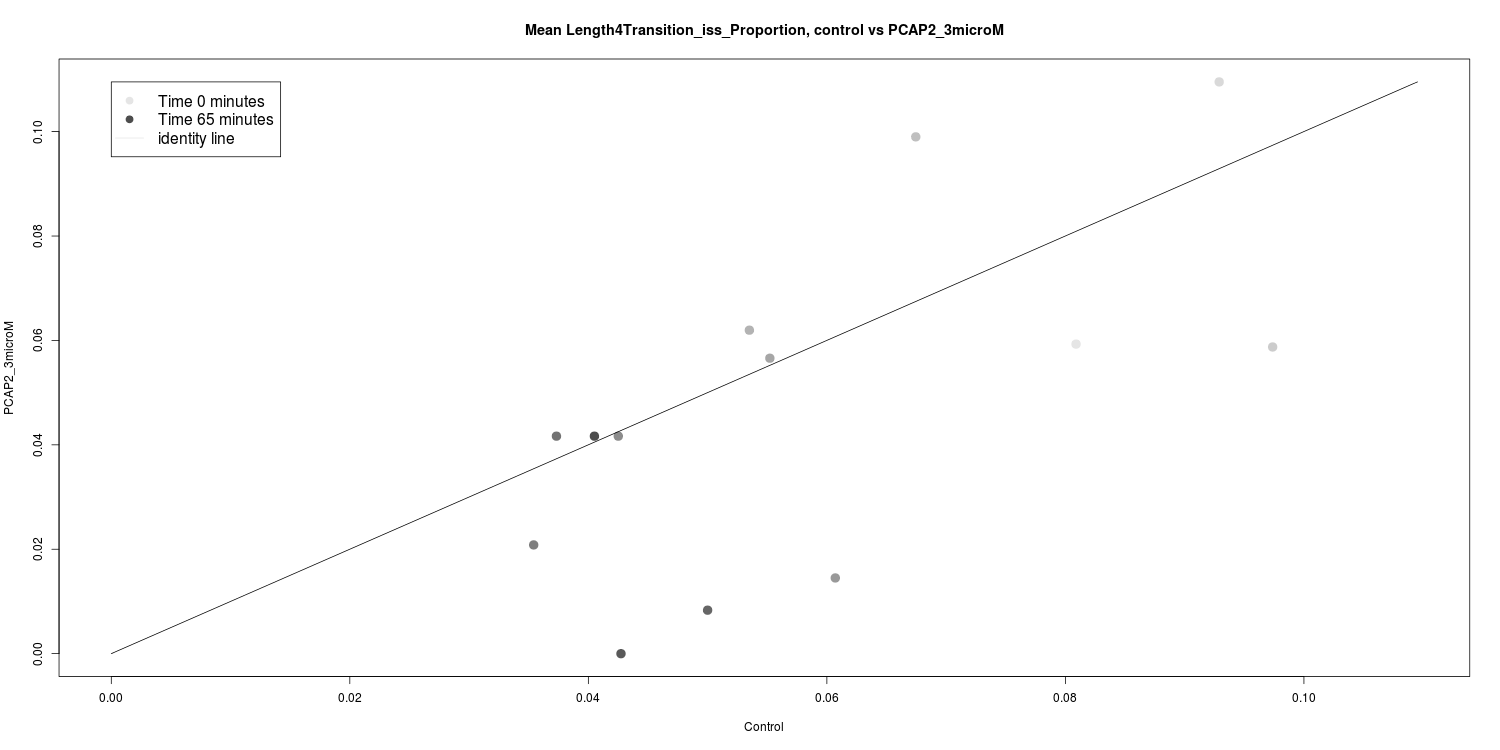 Mean Length4Transition_iss_Proportion, control vs PCAP2_3microM
Time 0 minutes
Time 65 minutes
identity line
PCAP2_3microM
0.10
0.08
0.06
0.04
0.02
0.00
0.00 0.02 0.04 0.06 0.08 0.10
Control